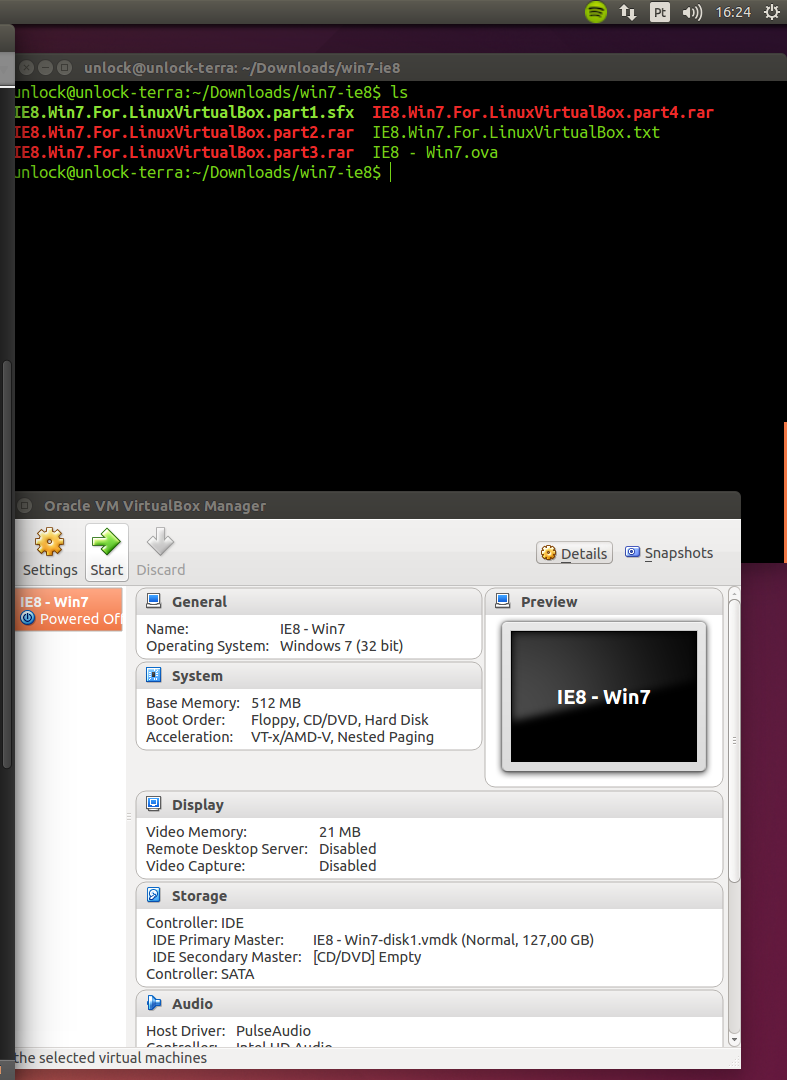 Pt 16:24
unlock@unlock-terra: ~/Downloads/win7-ie8
unlock@unlock-terra:~/Downloads/win7-ie8$ ls
IE8.Win7.For.LinuxVirtualBox.part1.sfx IE8.Win7.For.LinuxVirtualBox.part4.rar
IE8.Win7.For.LinuxVirtualBox.part2.rar IE8.Win7.For.LinuxVirtualBox.txt
IE8.Win7.For.LinuxVirtualBox.part3.rar IE8 - Win7.ova
unlock@unlock-terra:~/Downloads/win7-ie8$
Oracle VM VirtualBox Manager
Settings Start Discard Details Snapshots
IE8 - Win7
Powered Off
General
Name: IE8 - Win7
Operating System: Windows 7 (32 bit)
System
Base Memory: 512 MB
Boot Order: Floppy, CD/DVD, Hard Disk
Acceleration: VT-x/AMD-V, Nested Paging
Preview
IE8 - Win7
Display
Video Memory: 21 MB
Remote Desktop Server: Disabled
Video Capture: Disabled
Storage
Controller: IDE
IDE Primary Master: IE8 - Win7-disk1.vmdk (Normal, 127,00 GB)
IDE Secondary Master: [CD/DVD] Empty
Controller: SATA
Audio
Host Driver: PulseAudio
Controller: Intel HD Audio
the selected virtual machines